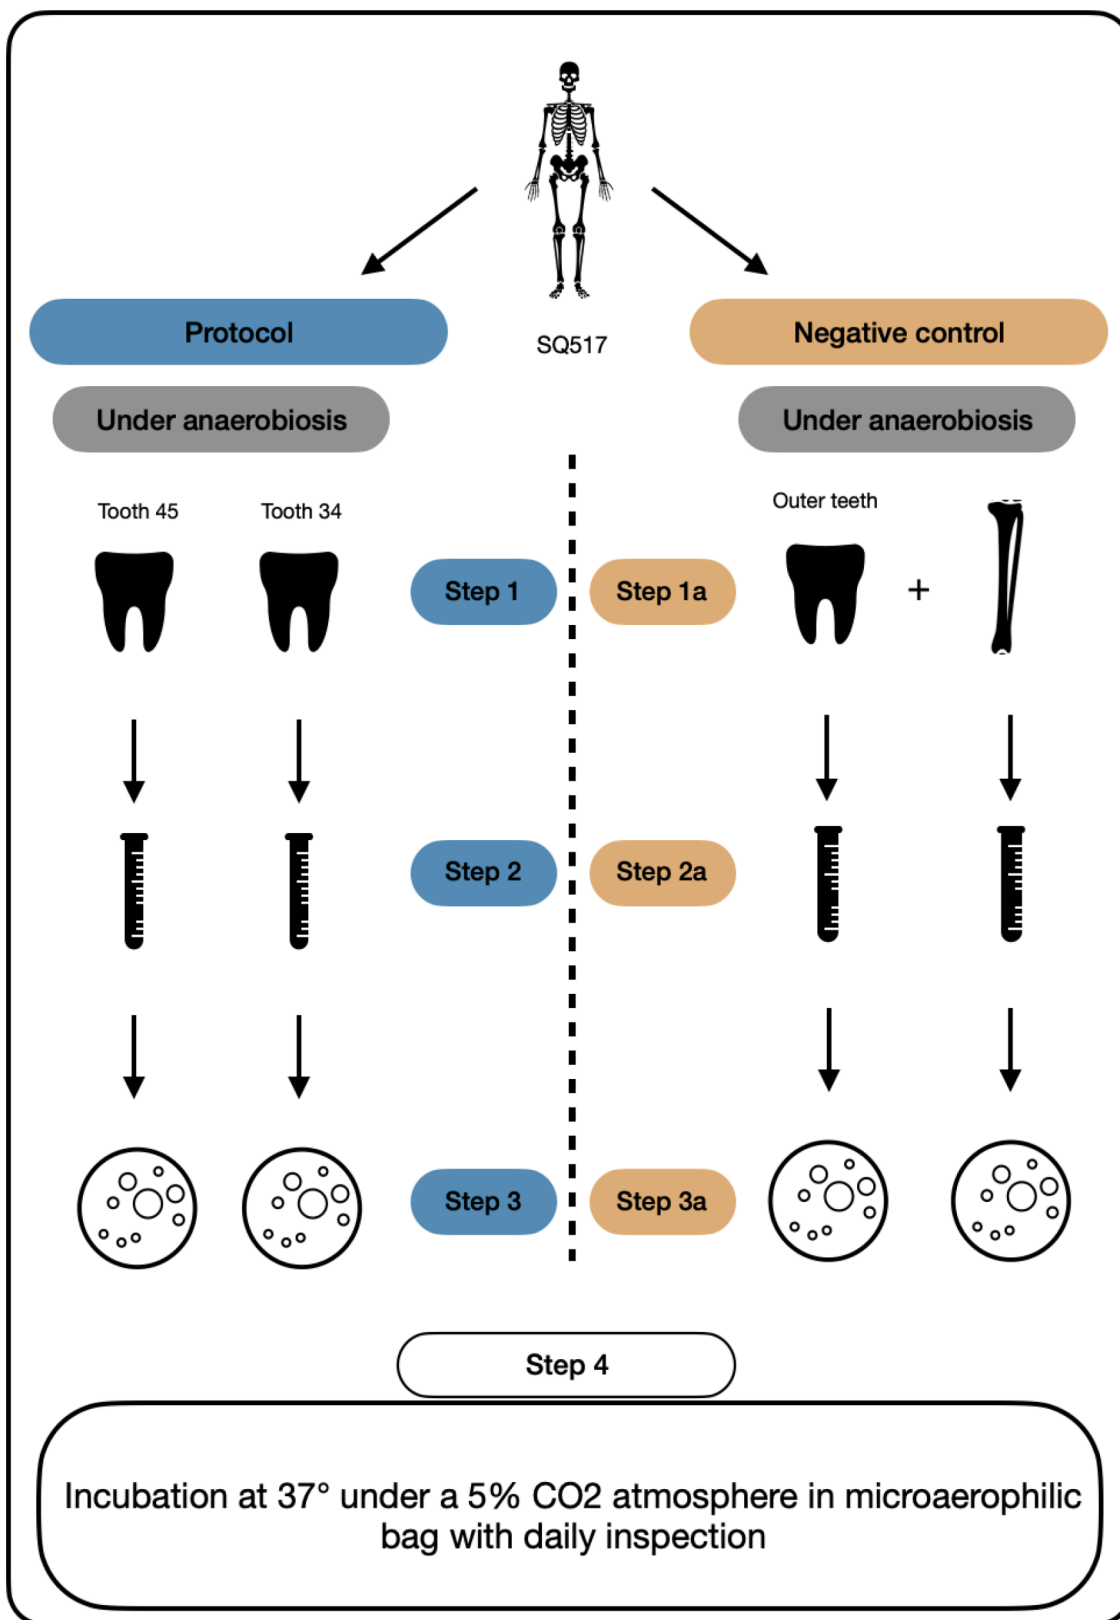 SQ517
Protocol
Negative control
Under anaerobiosis
Under anaerobiosis
Tooth 45
Tooth 34
Outer teeth
Step 1
Step 1a
+
Step 2
Step 2a
Step 3
Step 3a
Step 4
Incubation at 37° under a 5% CO2 atmosphere in microaerophilic
bag with daily inspection